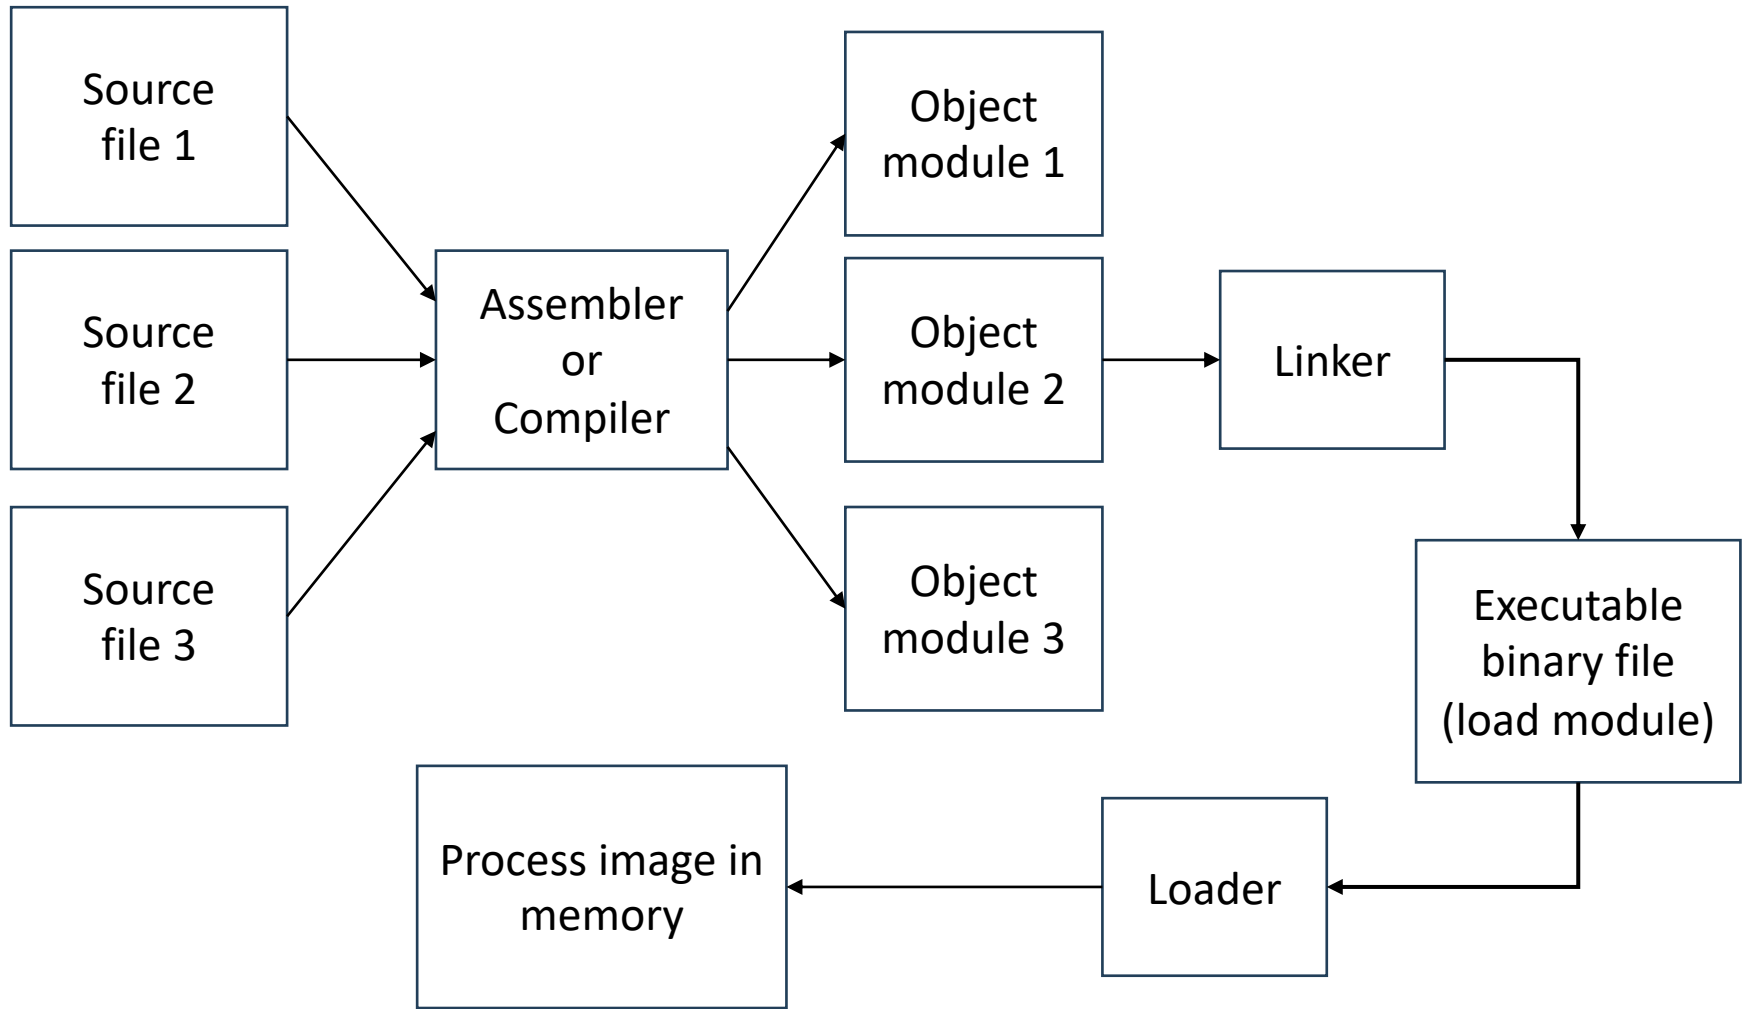 Source
file 1
Source
file 2
Source
file 3
Assembler
or
Compiler
Object
module 1
Object
module 2
Object
module 3
Linker
Executable
binary file
(load module)
Loader
Process image in
memory